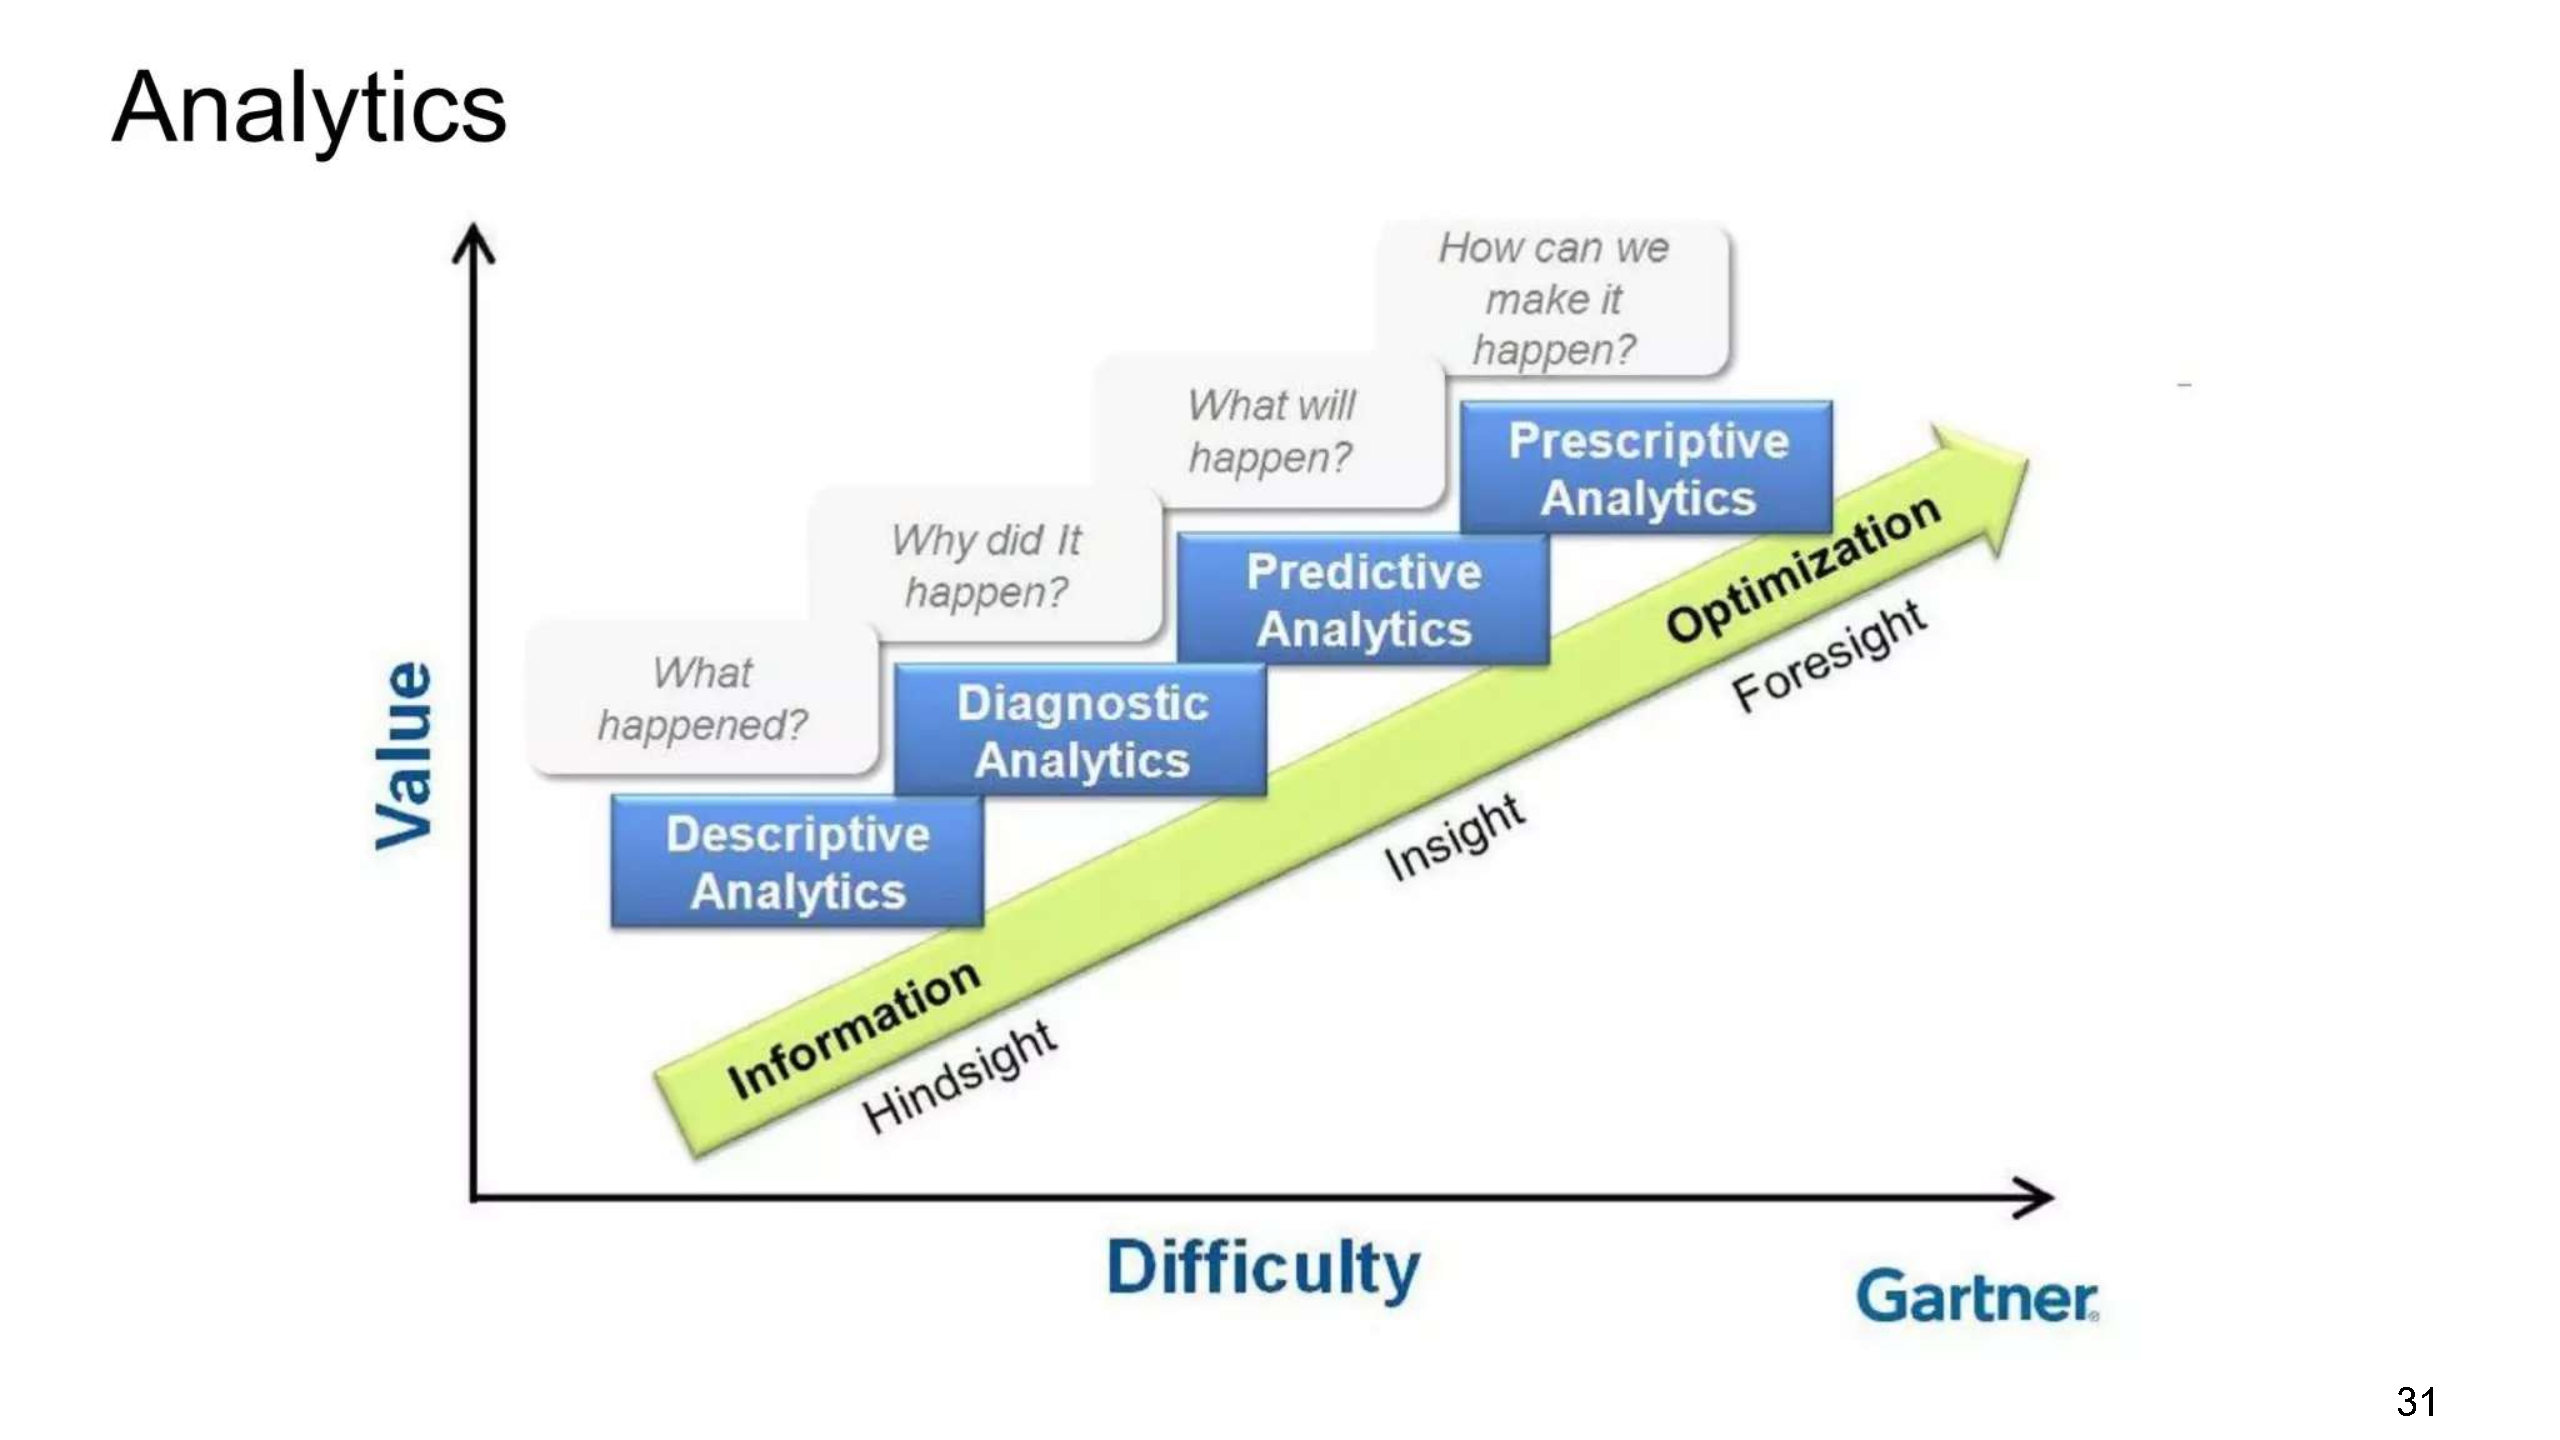 Analytics
How can we
make it
happen?
What will
happen?
Prescriptive
Analytics
Why did It
happen?
Predictive
Analytics
Optimization
Foresight
What
happened?
Diagnostic
Analytics
Insight
Value
Descriptive
Analytics
Information
Hindsight
Difficulty
Gartner®
31